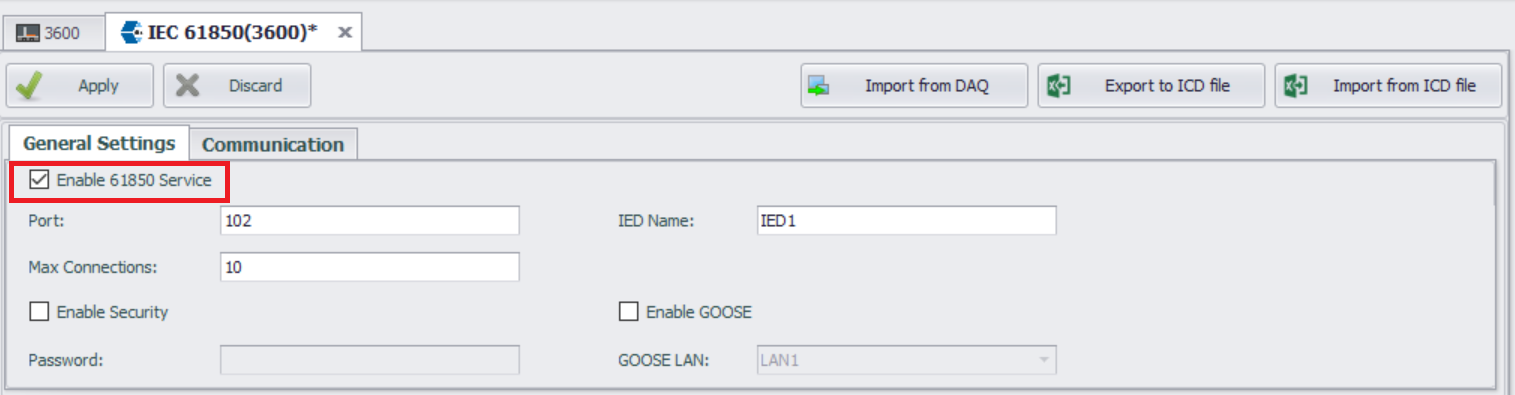 3600 IEC 61850(3600)*
Apply Discard Import from DAQ Export to ICD file Import from ICD file
General Settings Communication
Enable 61850 Service
Port: 102 IED Name: IED1
Max Connections: 10
Enable Security Enable GOOSE
Password: GOOSE LAN: LAN1